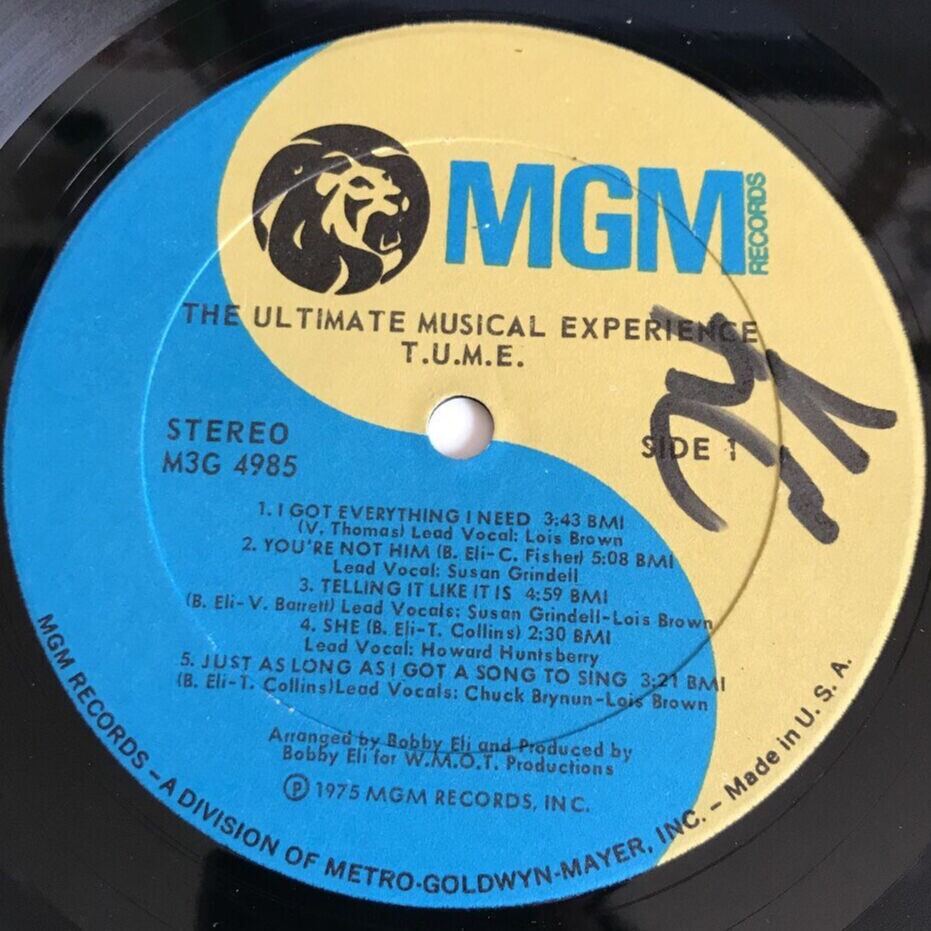 MGM RECORDS
THE ULTIMATE MUSICAL EXPERIENCE
T.U.M.E.
STEREO
M3G 4985
SIDE 1
1. I GOT EVERYTHING I NEED 3:43 BMI
(V. Thomas) Lead Vocal: Lois Brown
2. YOU'RE NOT HIM (B. Eli-C. Fisher) 5:08 BMI
Lead Vocal: Susan Grindell
3. TELLING IT LIKE IT IS 4:59 BMI
(B. Eli-V. Barrett) Lead Vocals: Susan Grindell-Lois Brown
4. SHE (B. Eli-T. Collins) 2:30 BMI
Lead Vocal: Howard Huntsberry
5. JUST AS LONG AS I GOT A SONG TO SING 3:21 BMI
(B. Eli-T. Collins)Lead Vocals: Chuck Brynun-Lois Brown
Arranged by Bobby Eli and Produced by
Bobby Eli for W.M.O.T. Productions
Ⓟ 1975 MGM RECORDS, INC.
MGM RECORDS – A DIVISION OF METRO-GOLDWYN-MAYER, INC. – Made in U. S. A.